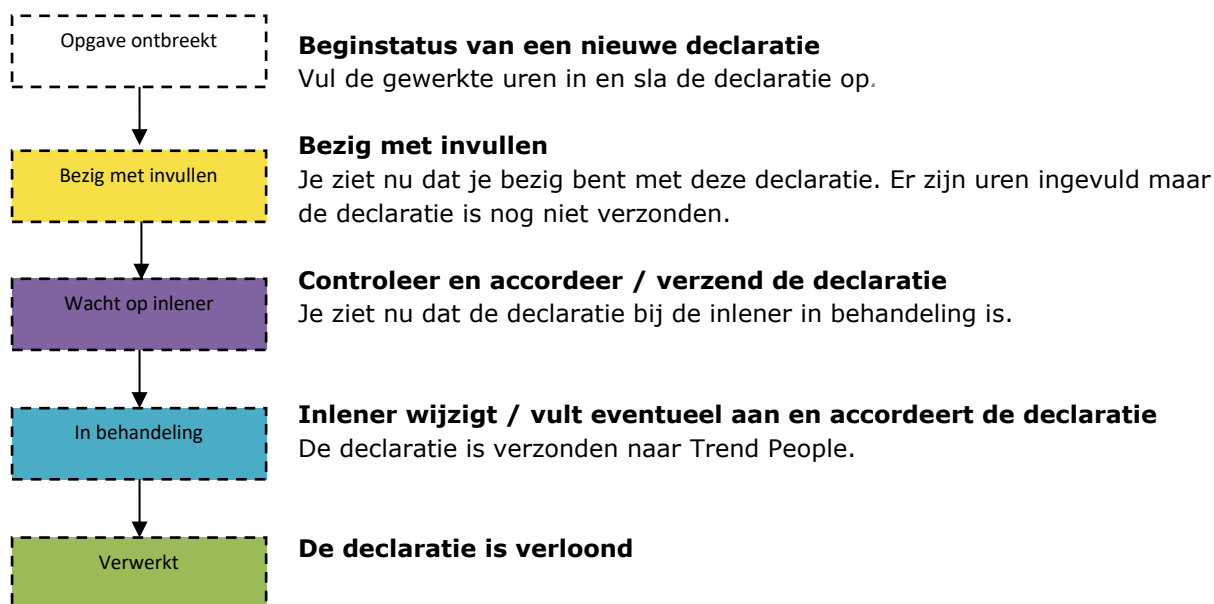 Opgave ontbreekt
Beginstatus van een nieuwe declaratie
Vul de gewerkte uren in en sla de declaratie op.
Bezig met invullen
Bezig met invullen
Je ziet nu dat je bezig bent met deze declaratie. Er zijn uren ingevuld maar
de declaratie is nog niet verzonden.
Wacht op inlener
Controleer en accordeer / verzend de declaratie
Je ziet nu dat de declaratie bij de inlener in behandeling is.
In behandeling
Inlener wijzigt / vult eventueel aan en accordeert de declaratie
De declaratie is verzonden naar Trend People.
Verwerkt
De declaratie is verloond